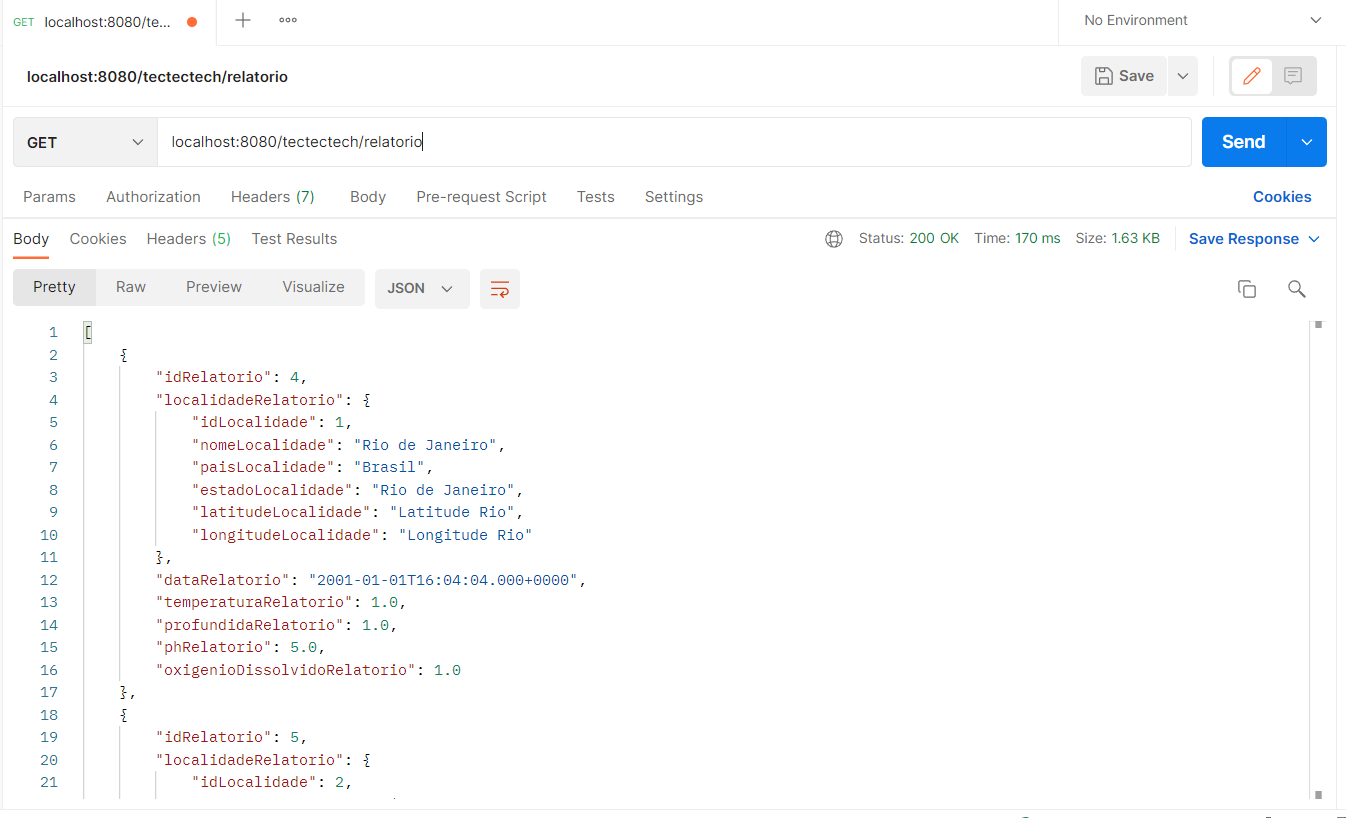 GET localhost:8080/te...
No Environment
localhost:8080/tectectech/relatorio
Save
GET localhost:8080/tectectech/relatorio Send
Params Authorization Headers (7) Body Pre-request Script Tests Settings Cookies
Body Cookies Headers (5) Test Results Status: 200 OK Time: 170 ms Size: 1.63 KB Save Response
Pretty Raw Preview Visualize JSON
1 [
2 {
3 "idRelatorio": 4,
4 "localidadeRelatorio": {
5 "idLocalidade": 1,
6 "nomeLocalidade": "Rio de Janeiro",
7 "paisLocalidade": "Brasil",
8 "estadoLocalidade": "Rio de Janeiro",
9 "latitudeLocalidade": "Latitude Rio",
10 "longitudeLocalidade": "Longitude Rio"
11 },
12 "dataRelatorio": "2001-01-01T16:04:04.000+0000",
13 "temperaturaRelatorio": 1.0,
14 "profundidaRelatorio": 1.0,
15 "phRelatorio": 5.0,
16 "oxigenioDissolvidoRelatorio": 1.0
17 },
18 {
19 "idRelatorio": 5,
20 "localidadeRelatorio": {
21 "idLocalidade": 2,